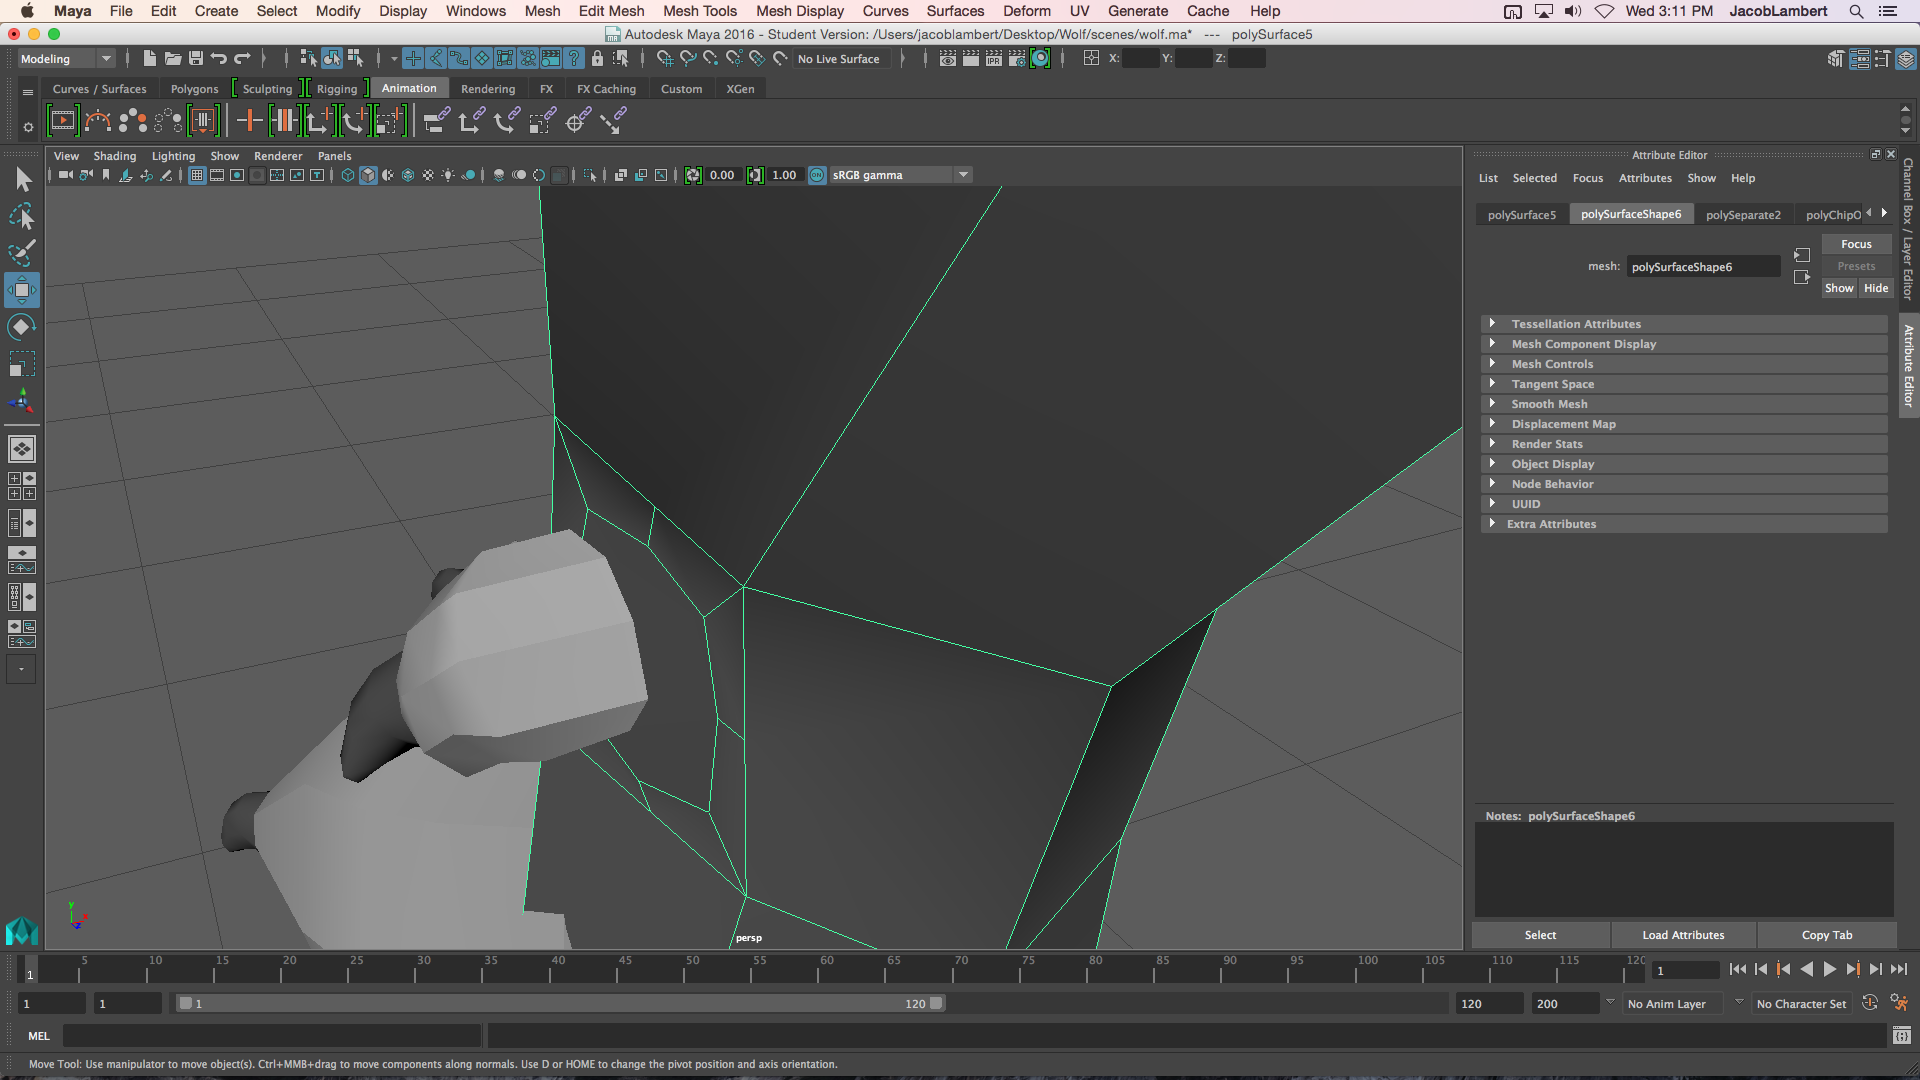 Maya File Edit Create Select Modify Display Windows Mesh Edit Mesh Mesh Tools Mesh Display Curves Surfaces Deform UV Generate Cache Help Wed 3:11 PM JacobLambert
Autodesk Maya 2016 - Student Version: /Users/jacoblambert/Desktop/Wolf/scenes/wolf.ma* --- polySurface5
Modeling No Live Surface X: Y: Z:
Curves / Surfaces Polygons Sculpting Rigging Animation Rendering FX FX Caching Custom XGen
View Shading Lighting Show Renderer Panels
0.00 1.00 ON sRGB gamma
persp
y
x
z
Attribute Editor
List Selected Focus Attributes Show Help
polySurface5 polySurfaceShape6 polySeparate2 polyChipO
Focus
mesh: polySurfaceShape6 Presets
Show Hide
Tessellation Attributes
Mesh Component Display
Mesh Controls
Tangent Space
Smooth Mesh
Displacement Map
Render Stats
Object Display
Node Behavior
UUID
Extra Attributes
Notes: polySurfaceShape6
Select Load Attributes Copy Tab
Channel Box / Layer Editor
Attribute Editor
1 5 10 15 20 25 30 35 40 45 50 55 60 65 70 75 80 85 90 95 100 105 110 115 120 1
1 1 1 120 120 200 No Anim Layer No Character Set
MEL
Move Tool: Use manipulator to move object(s). Ctrl+MMB+drag to move components along normals. Use D or HOME to change the pivot position and axis orientation.